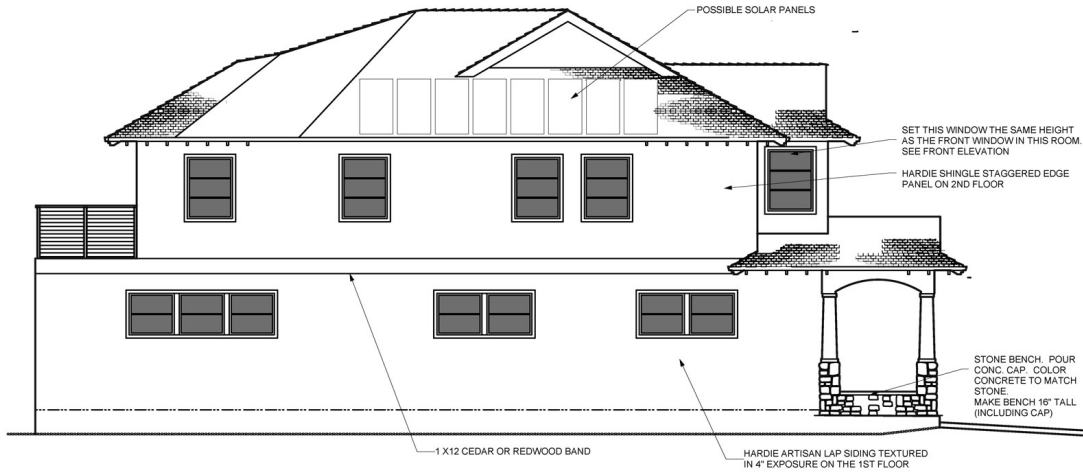 POSSIBLE SOLAR PANELS
SET THIS WINDOW THE SAME HEIGHT
AS THE FRONT WINDOW IN THIS ROOM.
SEE FRONT ELEVATION
HARDIE SHINGLE STAGGERED EDGE
PANEL ON 2ND FLOOR
STONE BENCH. POUR
CONC. CAP. COLOR
CONCRETE TO MATCH
STONE.
MAKE BENCH 16" TALL
(INCLUDING CAP)
1 X12 CEDAR OR REDWOOD BAND
HARDIE ARTISAN LAP SIDING TEXTURED
IN 4" EXPOSURE ON THE 1ST FLOOR